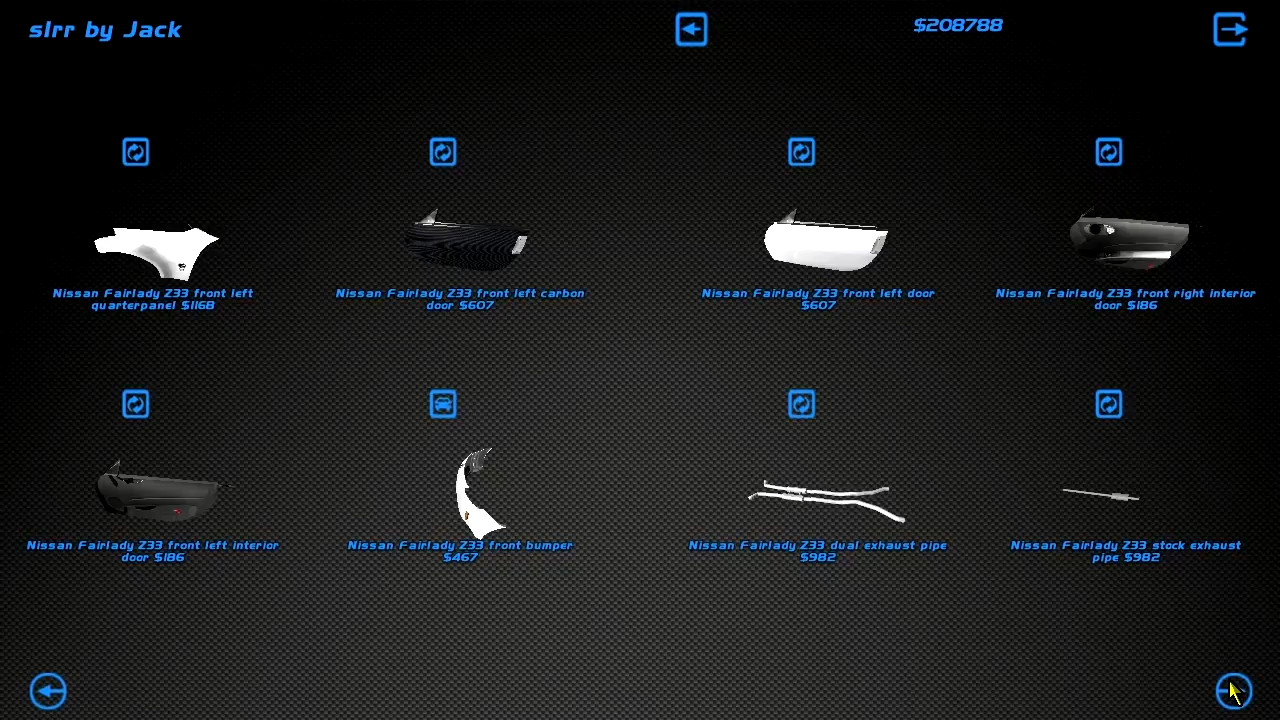 slrr by Jack
$208788
Nissan Fairlady Z33 front left
quarterpanel $1168
Nissan Fairlady Z33 front left carbon
door $607
Nissan Fairlady Z33 front left door
$607
Nissan Fairlady Z33 front right interior
door $186
Nissan Fairlady Z33 front left interior
door $186
Nissan Fairlady Z33 front bumper
$467
Nissan Fairlady Z33 dual exhaust pipe
$982
Nissan Fairlady Z33 stock exhaust
pipe $982